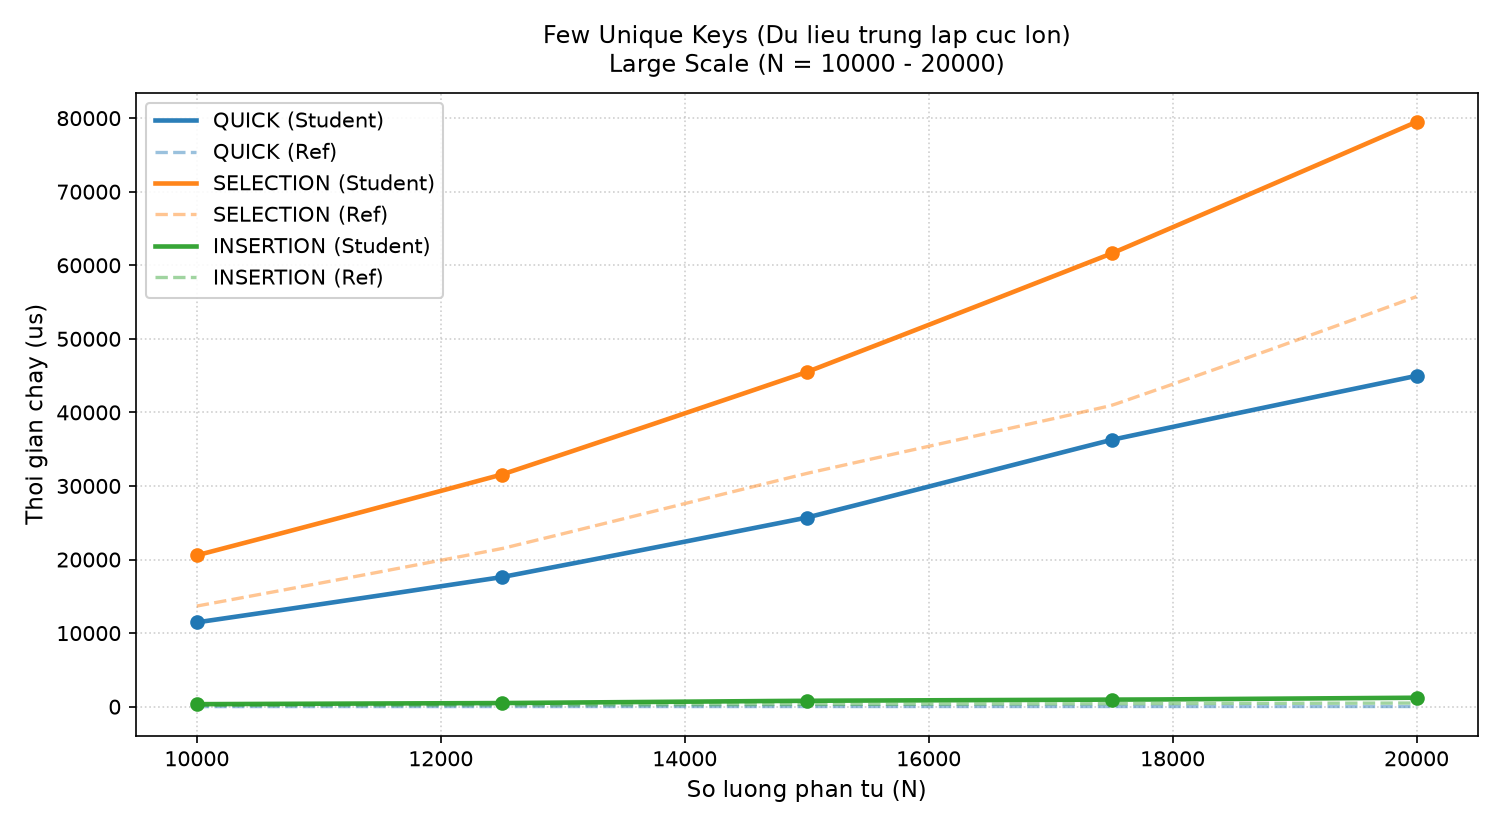 Few Unique Keys (Du lieu trung lap cuc lon)
Large Scale (N = 10000 - 20000)
QUICK (Student)
QUICK (Ref)
SELECTION (Student)
SELECTION (Ref)
INSERTION (Student)
INSERTION (Ref)
Thoi gian chay (us)
80000
70000
60000
50000
40000
30000
20000
10000
0
10000 12000 14000 16000 18000 20000
So luong phan tu (N)